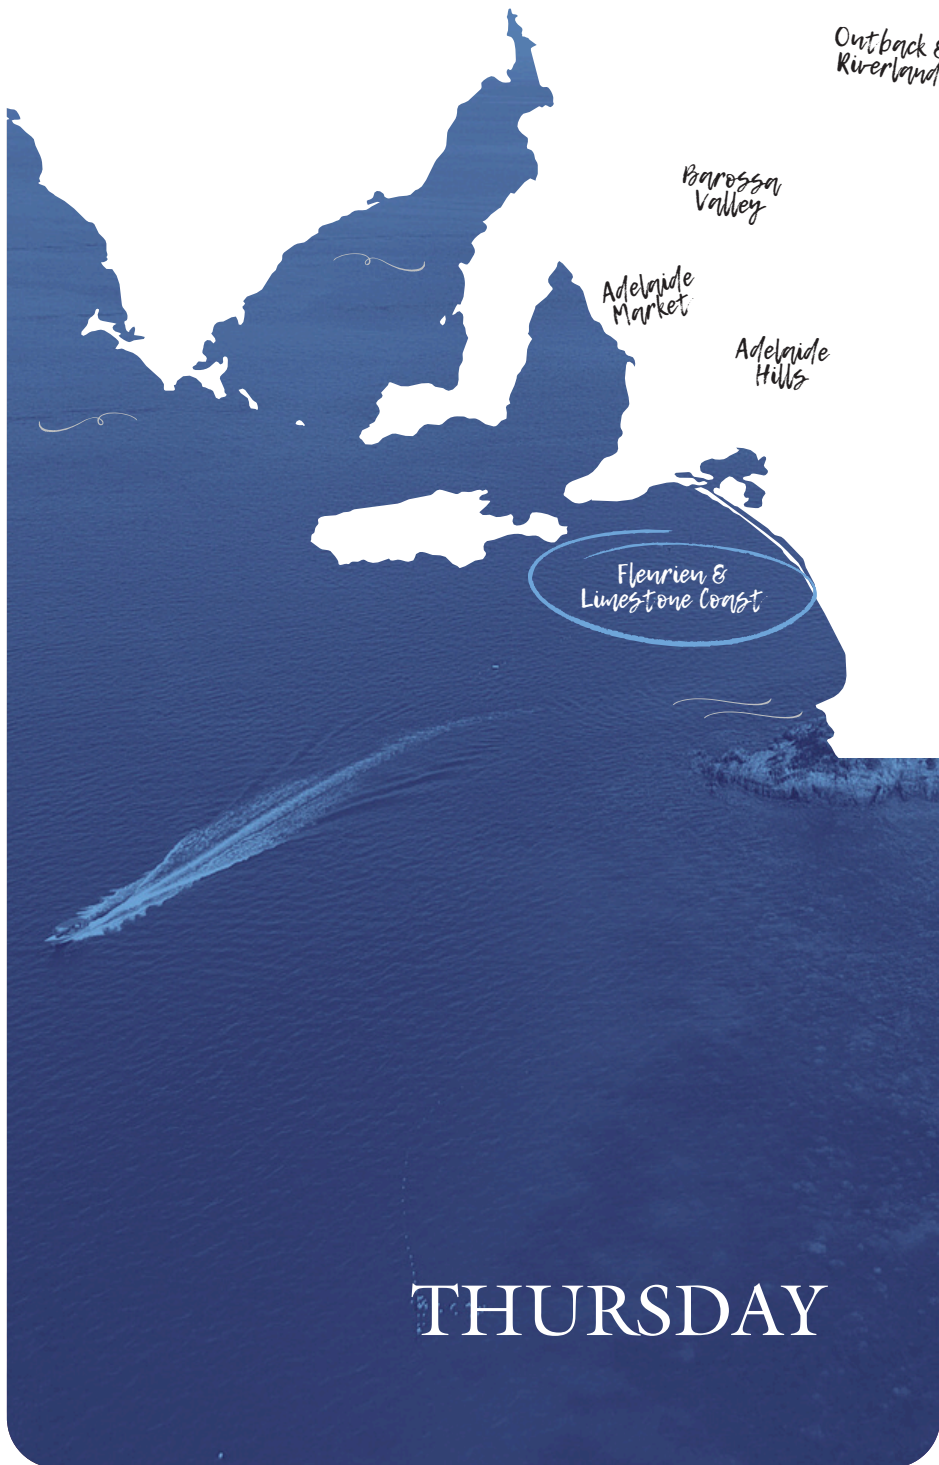 Outback &
Riverland
Barossa
Valley
Adelaide
Market
Adelaide
Hills
Fleurieu &
Limestone Coast
THURSDAY